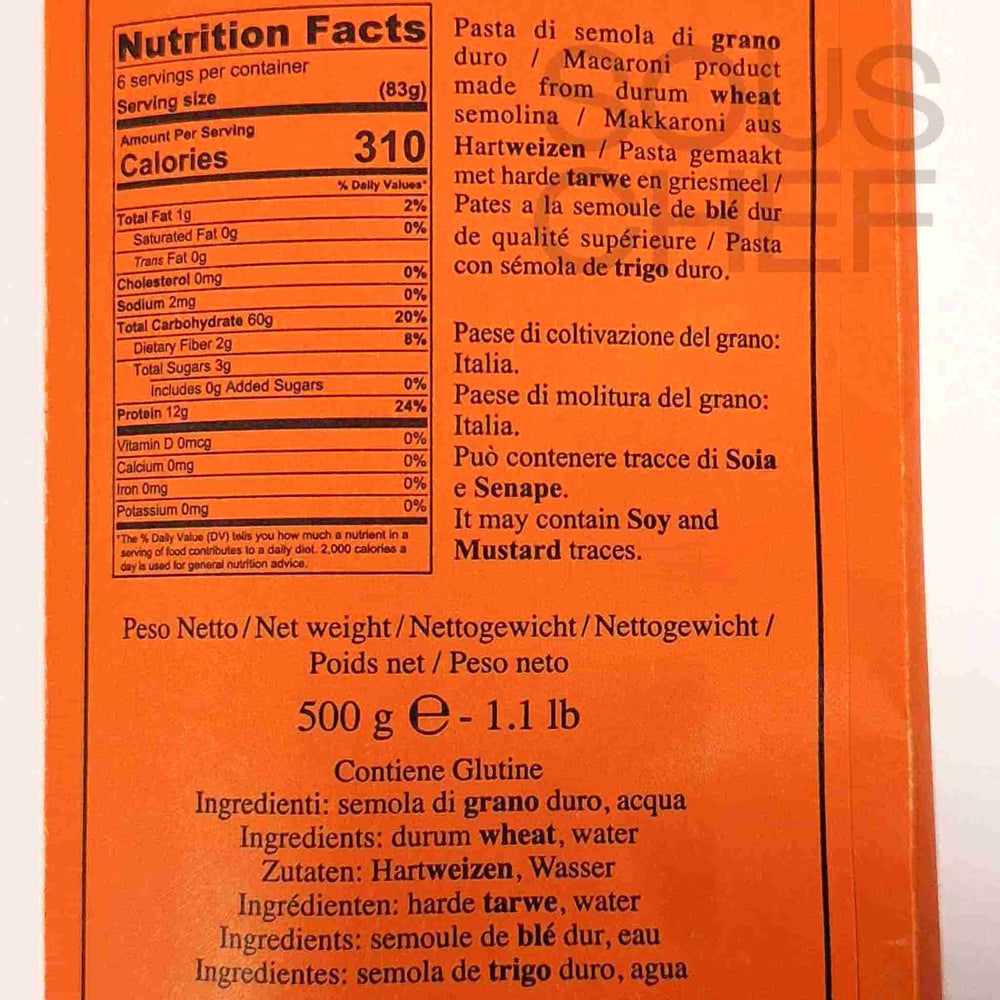 Nutrition Facts
6 servings per container
Serving size (83g)
Amount Per Serving
Calories 310
% Daily Values*
Total Fat 1g 2%
Saturated Fat 0g 0%
Trans Fat 0g
Cholesterol 0mg 0%
Sodium 2mg 0%
Total Carbohydrate 60g 20%
Dietary Fiber 2g 8%
Total Sugars 3g
Includes 0g Added Sugars 0%
Protein 12g 24%
Vitamin D 0mcg 0%
Calcium 0mg 0%
Iron 0mg 0%
Potassium 0mg 0%
*The % Daily Value (DV) tells you how much a nutrient in a
serving of food contributes to a daily diet. 2,000 calories a
day is used for general nutrition advice.
Pasta di semola di grano
duro / Macaroni product
made from durum wheat
semolina / Makkaroni aus
Hartweizen / Pasta gemaakt
met harde tarwe en griesmeel /
Pates a la semoule de blé dur
de qualité supérieure / Pasta
con sémola de trigo duro.
Paese di coltivazione del grano:
Italia.
Paese di molitura del grano:
Italia.
Può contenere tracce di Soia
e Senape.
It may contain Soy and
Mustard traces.
SOUS
CHEF
Peso Netto/Net weight/Nettogewicht/Nettogewicht/
Poids net / Peso neto
500 g ℮ - 1.1 lb
Contiene Glutine
Ingredienti: semola di grano duro, acqua
Ingredients: durum wheat, water
Zutaten: Hartweizen, Wasser
Ingrédienten: harde tarwe, water
Ingredients: semoule de blé dur, eau
Ingredientes: semola de trigo duro, agua